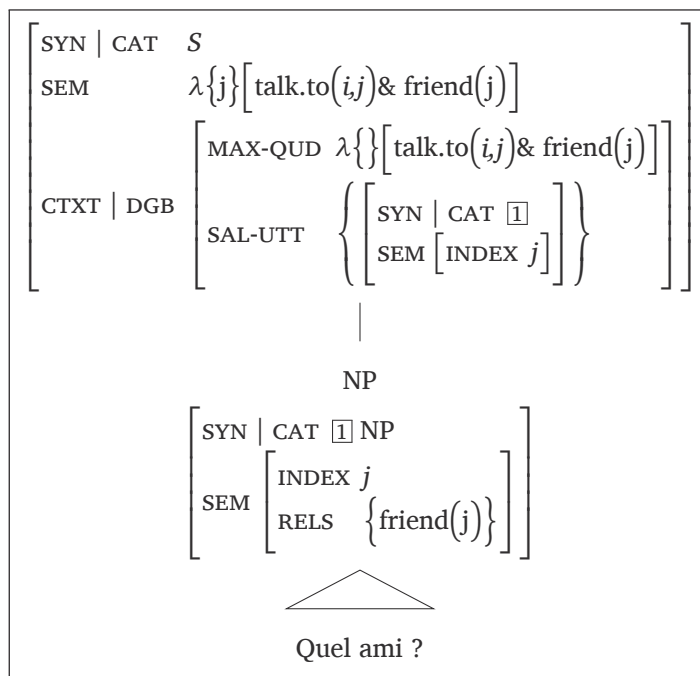 SYN | CAT S
SEM λ{j}[talk.to(i,j)& friend(j)]
CTXT | DGB
MAX-QUD λ{}[talk.to(i,j)& friend(j)]
SAL-UTT
SYN | CAT 1
SEM [INDEX j]
NP
SYN | CAT 1 NP
SEM
INDEX j
RELS {friend(j)}
Quel ami ?